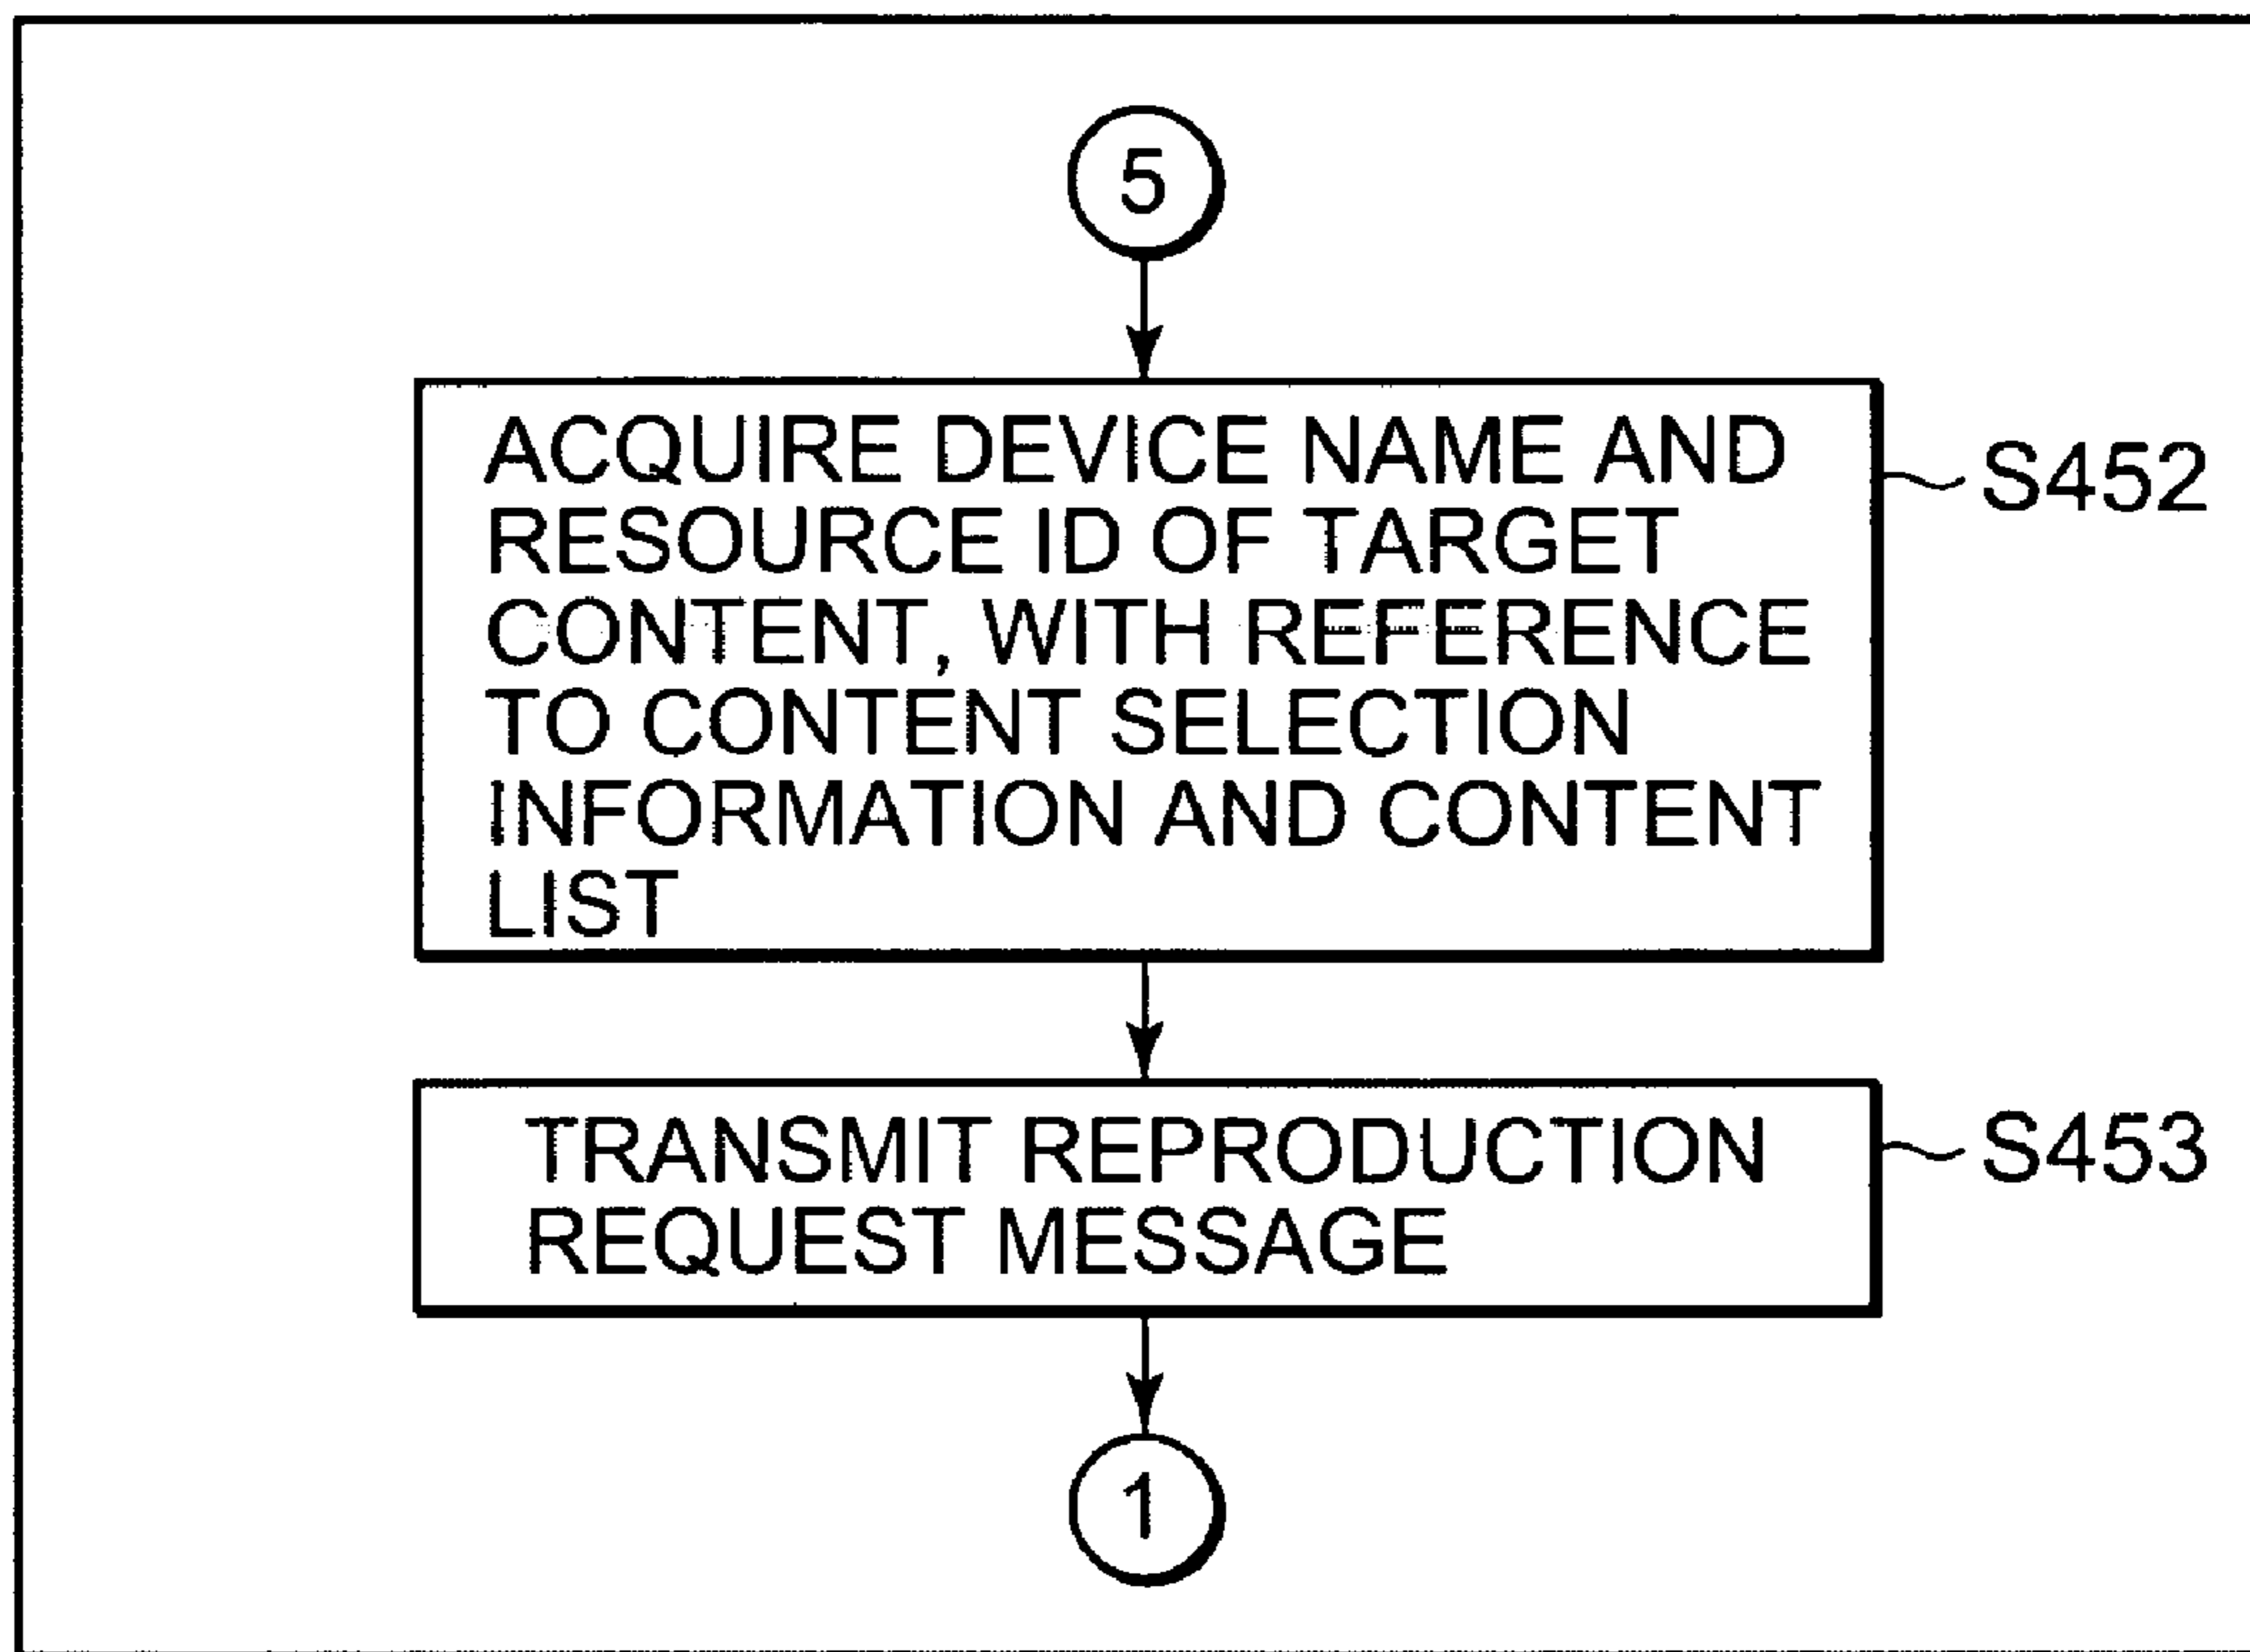 5
ACQUIRE DEVICE NAME AND
RESOURCE ID OF TARGET
CONTENT, WITH REFERENCE
TO CONTENT SELECTION
INFORMATION AND CONTENT
LIST
S452
TRANSMIT REPRODUCTION
REQUEST MESSAGE
S453
1